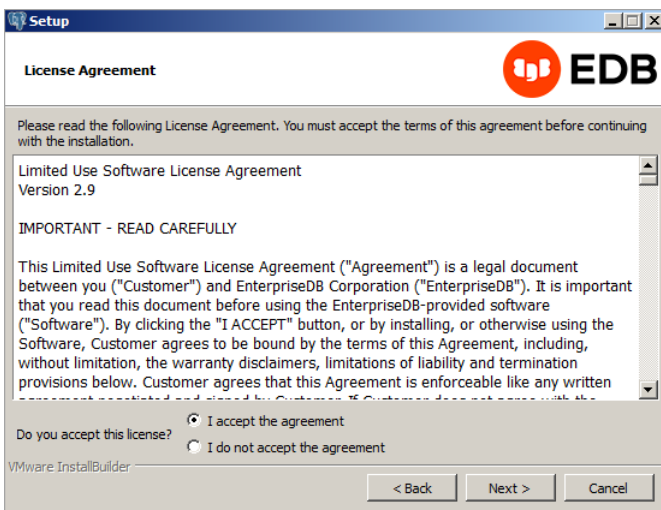 Setup
License Agreement
EDB
Please read the following License Agreement. You must accept the terms of this agreement before continuing
with the installation.
Limited Use Software License Agreement
Version 2.9
IMPORTANT - READ CAREFULLY
This Limited Use Software License Agreement ("Agreement") is a legal document
between you ("Customer") and EnterpriseDB Corporation ("EnterpriseDB"). It is important
that you read this document before using the EnterpriseDB-provided software
("Software"). By clicking the "I ACCEPT" button, or by installing, or otherwise using the
Software, Customer agrees to be bound by the terms of this Agreement, including,
without limitation, the warranty disclaimers, limitations of liability and termination
provisions below. Customer agrees that this Agreement is enforceable like any written
Do you accept this license?
I accept the agreement
I do not accept the agreement
VMware InstallBuilder
< Back
Next >
Cancel